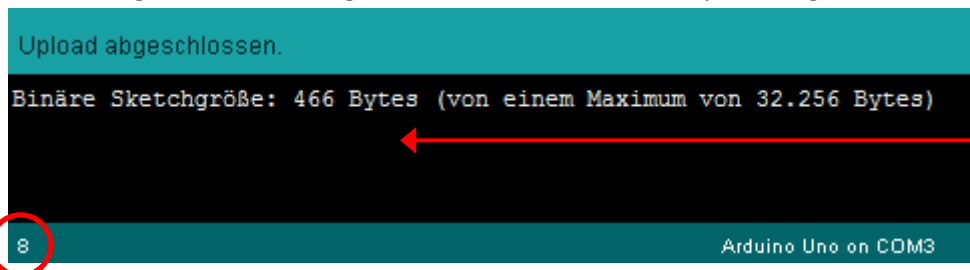 Upload abgeschlossen.
Binäre Sketchgröße: 466 Bytes (von einem Maximum von 32.256 Bytes)
8
Arduino Uno on COM3